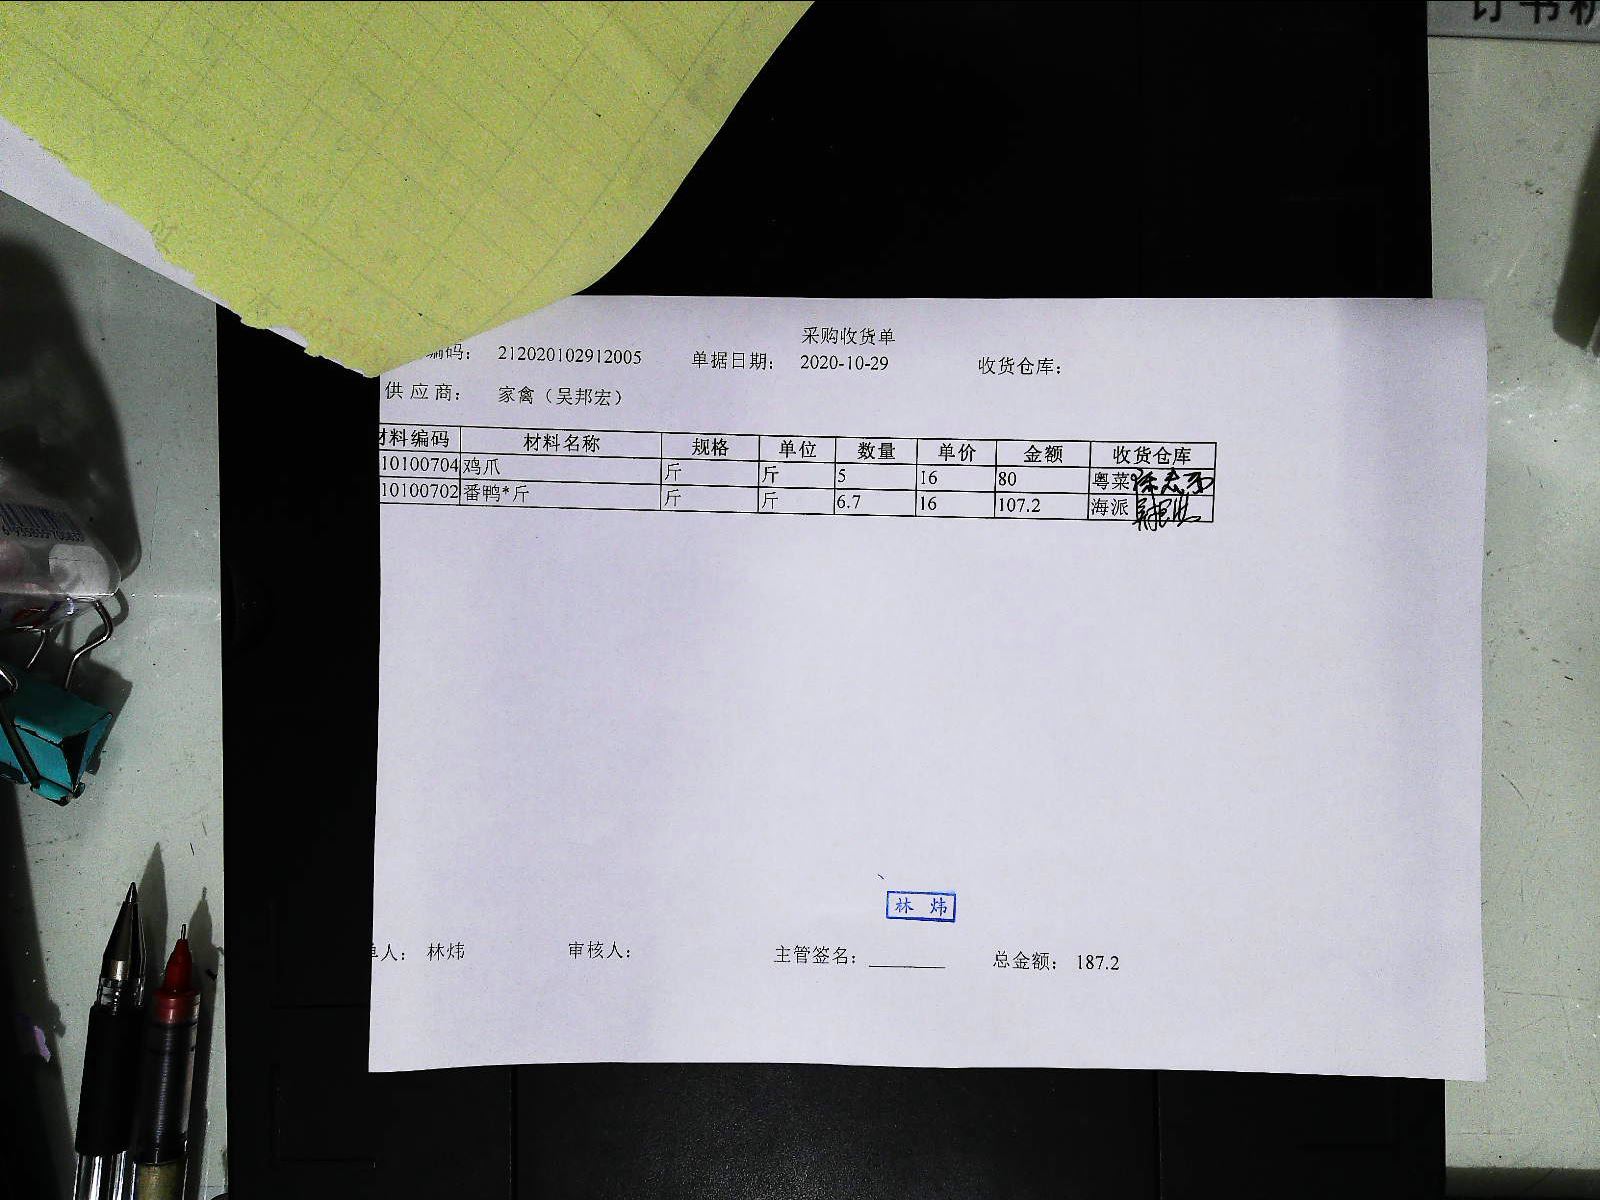 订书机
采购收货单
编码： 212020102912005 单据日期： 2020-10-29 收货仓库：
供应商： 家禽（吴邦宏）
材料编码 材料名称 规格 单位 数量 单价 金额 收货仓库
10100704 鸡爪 斤 斤 5 16 80 粤菜
10100702 番鸭*斤 斤 斤 6.7 16 107.2 海派
林 炜
单人： 林炜 审核人： 主管签名： 总金额： 187.2